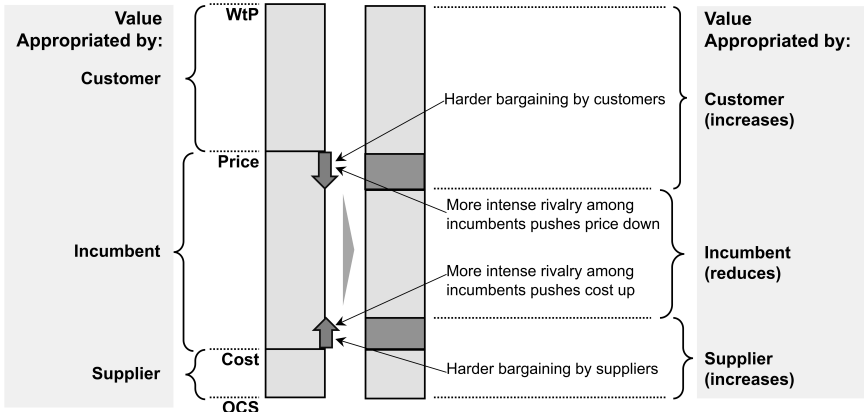 Value
Appropriated by:
Customer
Incumbent
Supplier
WtP
Price
Cost
OCS
Harder bargaining by customers
More intense rivalry among
incumbents pushes price down
More intense rivalry among
incumbents pushes cost up
Harder bargaining by suppliers
Value
Appropriated by:
Customer
(increases)
Incumbent
(reduces)
Supplier
(increases)